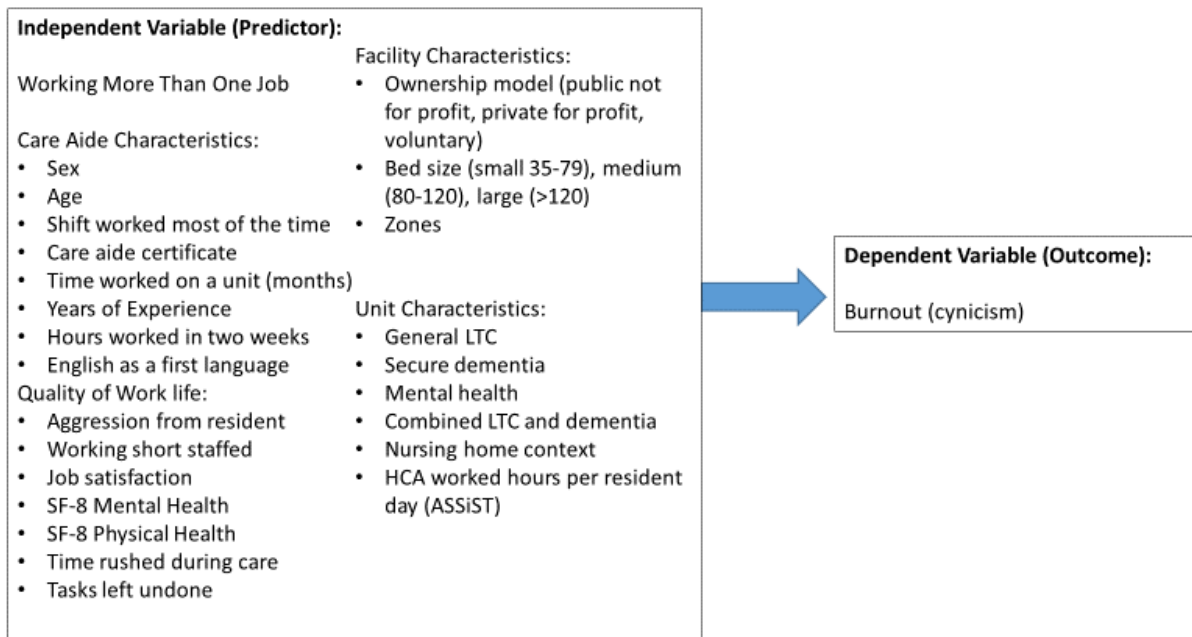 Independent Variable (Predictor):
Working More Than One Job
Care Aide Characteristics:
• Sex
• Age
• Shift worked most of the time
• Care aide certificate
• Time worked on a unit (months)
• Years of Experience
• Hours worked in two weeks
• English as a first language
Quality of Work life:
• Aggression from resident
• Working short staffed
• Job satisfaction
• SF-8 Mental Health
• SF-8 Physical Health
• Time rushed during care
• Tasks left undone
Facility Characteristics:
• Ownership model (public not
for profit, private for profit,
voluntary)
• Bed size (small 35-79), medium
(80-120), large (>120)
• Zones
Unit Characteristics:
• General LTC
• Secure dementia
• Mental health
• Combined LTC and dementia
• Nursing home context
• HCA worked hours per resident
day (ASSiST)
Dependent Variable (Outcome):
Burnout (cynicism)